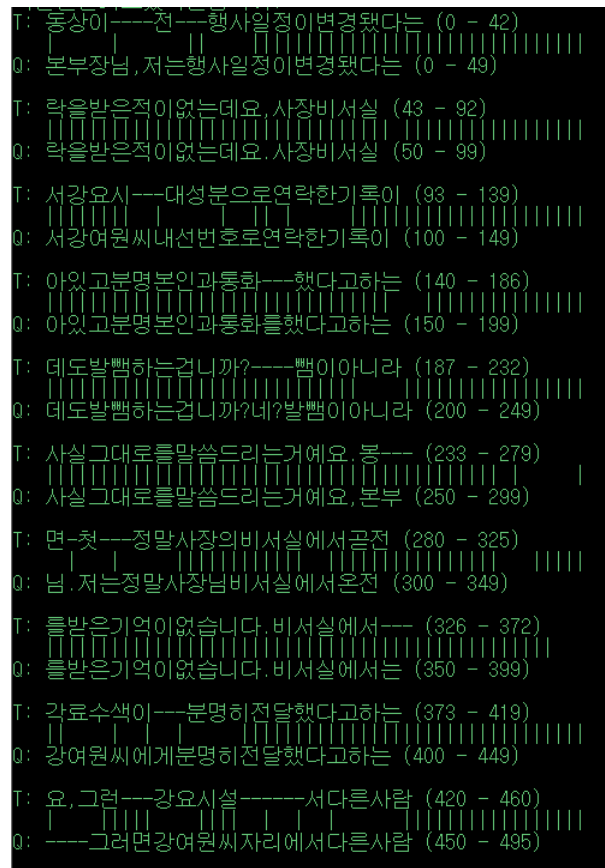 T: 동상이----전---행사일정이변경됐다는 (0 - 42)
Q: 본부장님,저는행사일정이변경됐다는 (0 - 49)
T: 락을받은적이없는데요,사장비서실 (43 - 92)
Q: 락을받은적이없는데요.사장비서실 (50 - 99)
T: 서강요시---대성분으로연락한기록이 (93 - 139)
Q: 서강여원씨내선번호로연락한기록이 (100 - 149)
T: 아있고분명본인과통화---했다고하는 (140 - 186)
Q: 아있고분명본인과통화를했다고하는 (150 - 199)
T: 데도발뺌하는겁니까?----뺌이아니라 (187 - 232)
Q: 데도발뺌하는겁니까?네?발뺌이아니라 (200 - 249)
T: 사실그대로를말씀드리는거예요.봉--- (233 - 279)
Q: 사실그대로를말씀드리는거예요,본부 (250 - 299)
T: 면-첫---정말사장의비서실에서곧전 (280 - 325)
Q: 님.저는정말사장님비서실에서온전 (300 - 349)
T: 를받은기억이없습니다.비서실에서--- (326 - 372)
Q: 를받은기억이없습니다.비서실에서는 (350 - 399)
T: 각료수색이---분명히전달했다고하는 (373 - 419)
Q: 강여원씨에게분명히전달했다고하는 (400 - 449)
T: 요,그런---강요시설------서다른사람 (420 - 460)
Q: ----그러면강여원씨자리에서다른사람 (450 - 495)